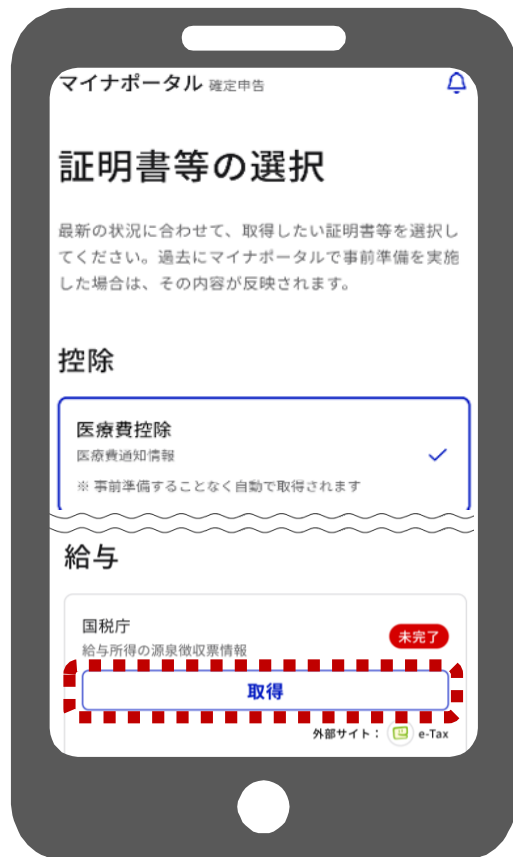 マイナポータル 確定申告
証明書等の選択
最新の状況に合わせて、取得したい証明書等を選択し
てください。過去にマイナポータルで事前準備を実施
した場合は、その内容が反映されます。
控除
医療費控除
医療費通知情報
※ 事前準備することなく自動で取得されます
給与
国税庁
未完了
給与所得の源泉徴収票情報
取得
外部サイト： e-Tax